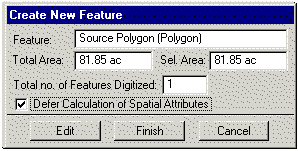 Create New Feature
Feature: Source Polygon (Polygon)
Total Area: 81.85 ac Sel. Area: 81.85 ac
Total no. of Features Digitized: 1
Defer Calculation of Spatial Attributes
Edit Finish Cancel